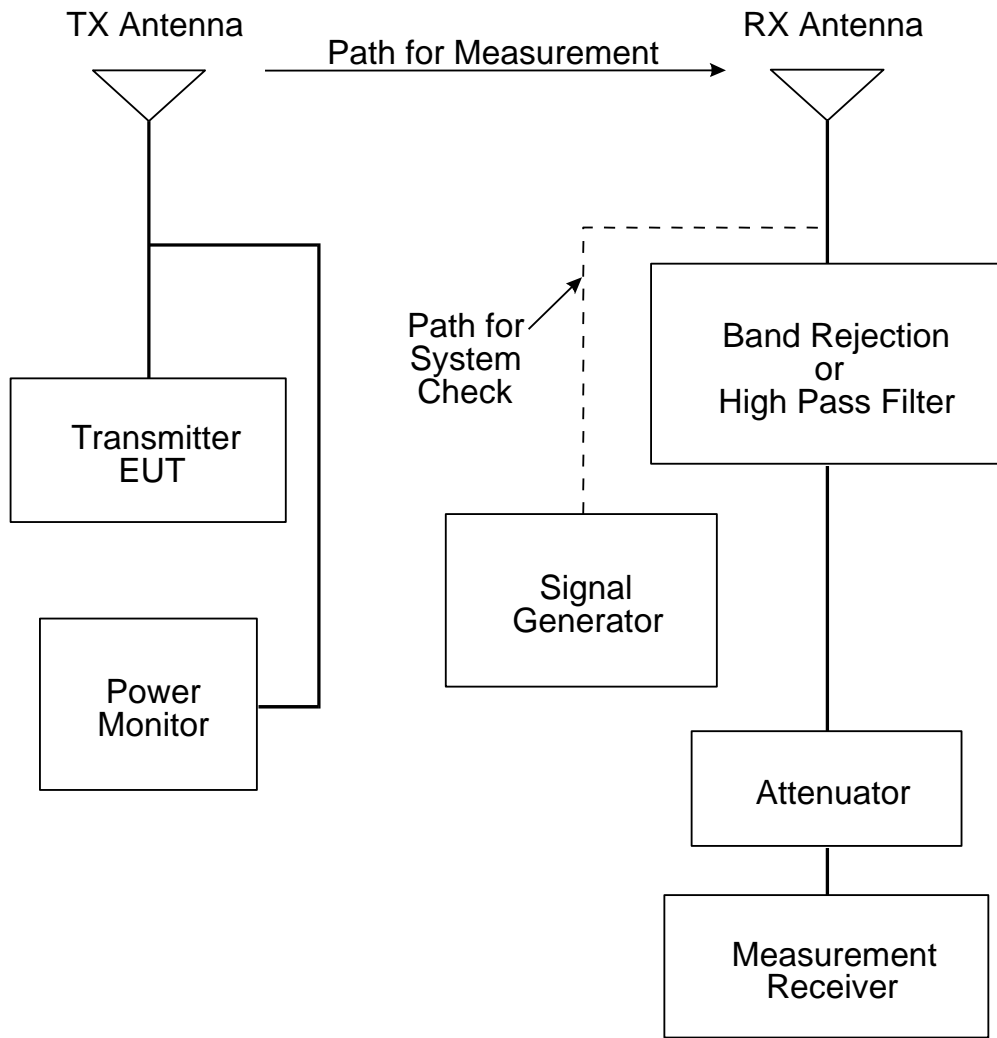 TX Antenna
RX Antenna
Path for Measurement
Path for
System
Check
Band Rejection
or
High Pass Filter
Transmitter
EUT
Signal
Generator
Power
Monitor
Attenuator
Measurement
Receiver